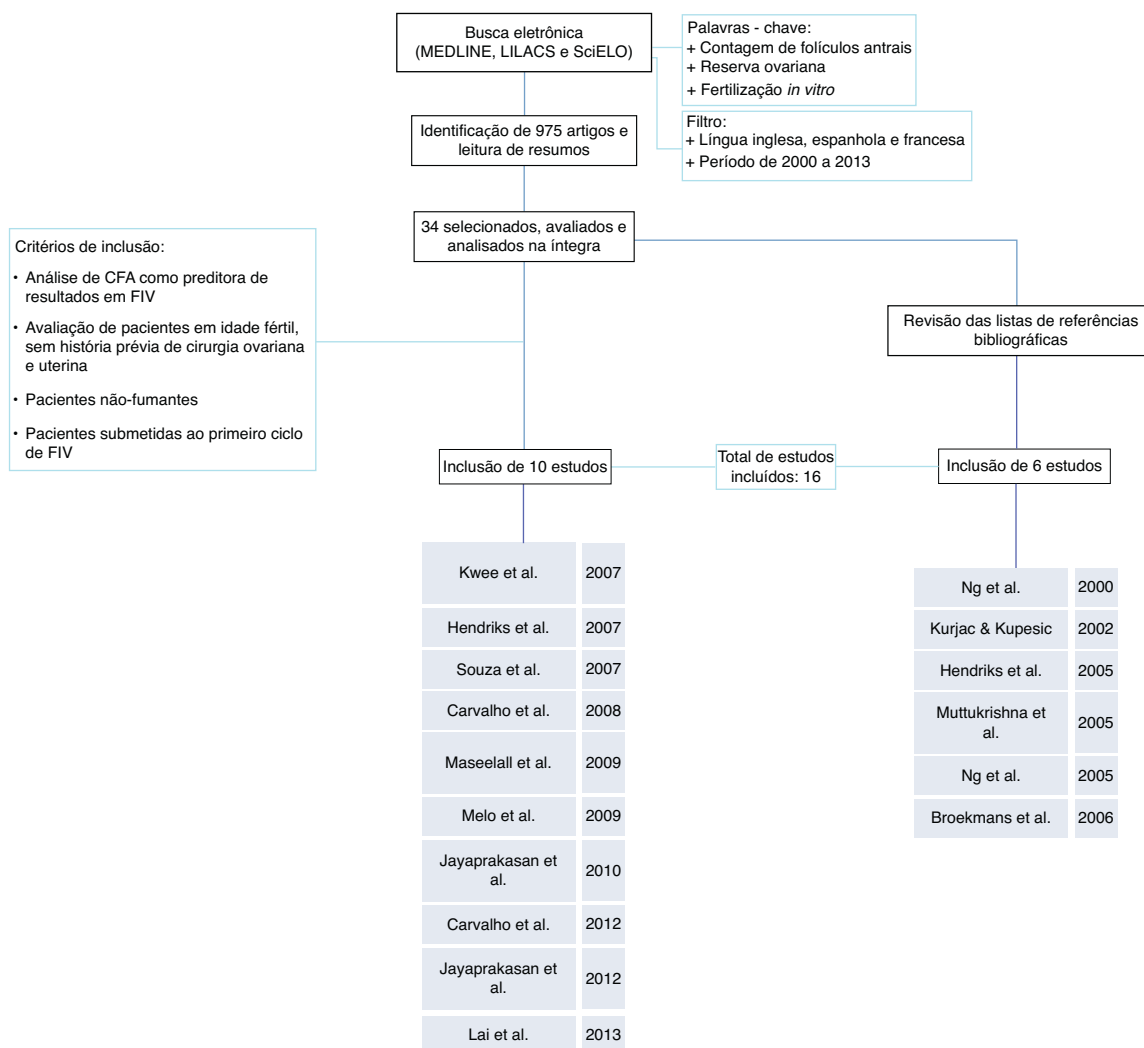 Busca eletrônica
(MEDLINE, LILACS e SciELO)
Palavras - chave:
+ Contagem de folículos antrais
+ Reserva ovariana
+ Fertilização in vitro
Filtro:
+ Língua inglesa, espanhola e francesa
+ Período de 2000 a 2013
Identificação de 975 artigos e
leitura de resumos
34 selecionados, avaliados e
analisados na íntegra
Critérios de inclusão:
• Análise de CFA como preditora de
resultados em FIV
• Avaliação de pacientes em idade fértil,
sem história prévia de cirurgia ovariana
e uterina
• Pacientes não-fumantes
• Pacientes submetidas ao primeiro ciclo
de FIV
Revisão das listas de referências
bibliográficas
Inclusão de 10 estudos
Total de estudos
incluídos: 16
Inclusão de 6 estudos
Kwee et al. 2007
Hendriks et al. 2007
Souza et al. 2007
Carvalho et al. 2008
Maseelall et al. 2009
Melo et al. 2009
Jayaprakasan et
al. 2010
Carvalho et al. 2012
Jayaprakasan et
al. 2012
Lai et al. 2013
Ng et al. 2000
Kurjac & Kupesic 2002
Hendriks et al. 2005
Muttukrishna et
al. 2005
Ng et al. 2005
Broekmans et al. 2006